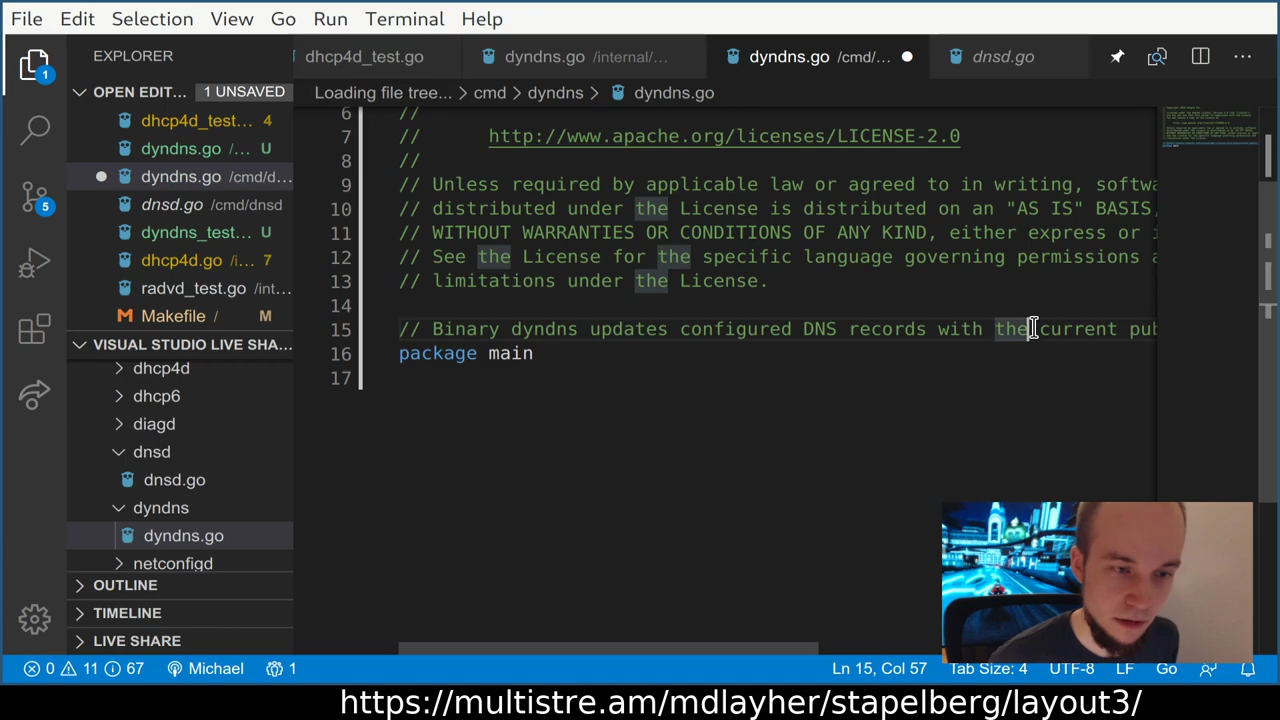 File Edit Selection View Go Run Terminal Help
EXPLORER
dhcp4d_test.go
dyndns.go /internal/...
dyndns.go /cmd/...
dnsd.go
OPEN EDIT... 1 UNSAVED
Loading file tree... > cmd > dyndns > dyndns.go
dhcp4d_test... 4
dyndns.go /... U
dyndns.go /cmd/d...
dnsd.go /cmd/dnsd
dyndns_test... U
dhcp4d.go /i... 7
radvd_test.go /int...
Makefile / M
VISUAL STUDIO LIVE SHA...
dhcp4d
dhcp6
diagd
dnsd
dnsd.go
dyndns
dyndns.go
netconfigd
OUTLINE
TIMELINE
LIVE SHARE
1
5
6 //
7 // http://www.apache.org/licenses/LICENSE-2.0
8 //
9 // Unless required by applicable law or agreed to in writing, softwa
10 // distributed under the License is distributed on an "AS IS" BASIS,
11 // WITHOUT WARRANTIES OR CONDITIONS OF ANY KIND, either express or i
12 // See the License for the specific language governing permissions a
13 // limitations under the License.
14
15 // Binary dyndns updates configured DNS records with the current pub
16 package main
17
0 11 67 Michael 1 Ln 15, Col 57 Tab Size: 4 UTF-8 LF Go
https://multistre.am/mdlayher/stapelberg/layout3/